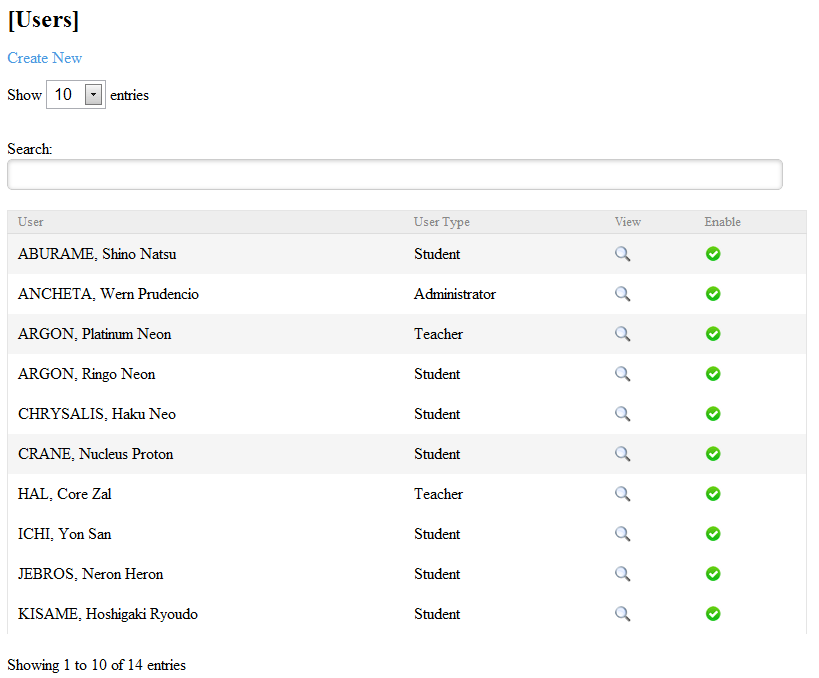 [Users]
Create New
Show 10 entries
Search:
User User Type View Enable
ABURAME, Shino Natsu Student
ANCHETA, Wern Prudencio Administrator
ARGON, Platinum Neon Teacher
ARGON, Ringo Neon Student
CHRYSALIS, Haku Neo Student
CRANE, Nucleus Proton Student
HAL, Core Zal Teacher
ICHI, Yon San Student
JEBROS, Neron Heron Student
KISAME, Hoshigaki Ryoudo Student
Showing 1 to 10 of 14 entries